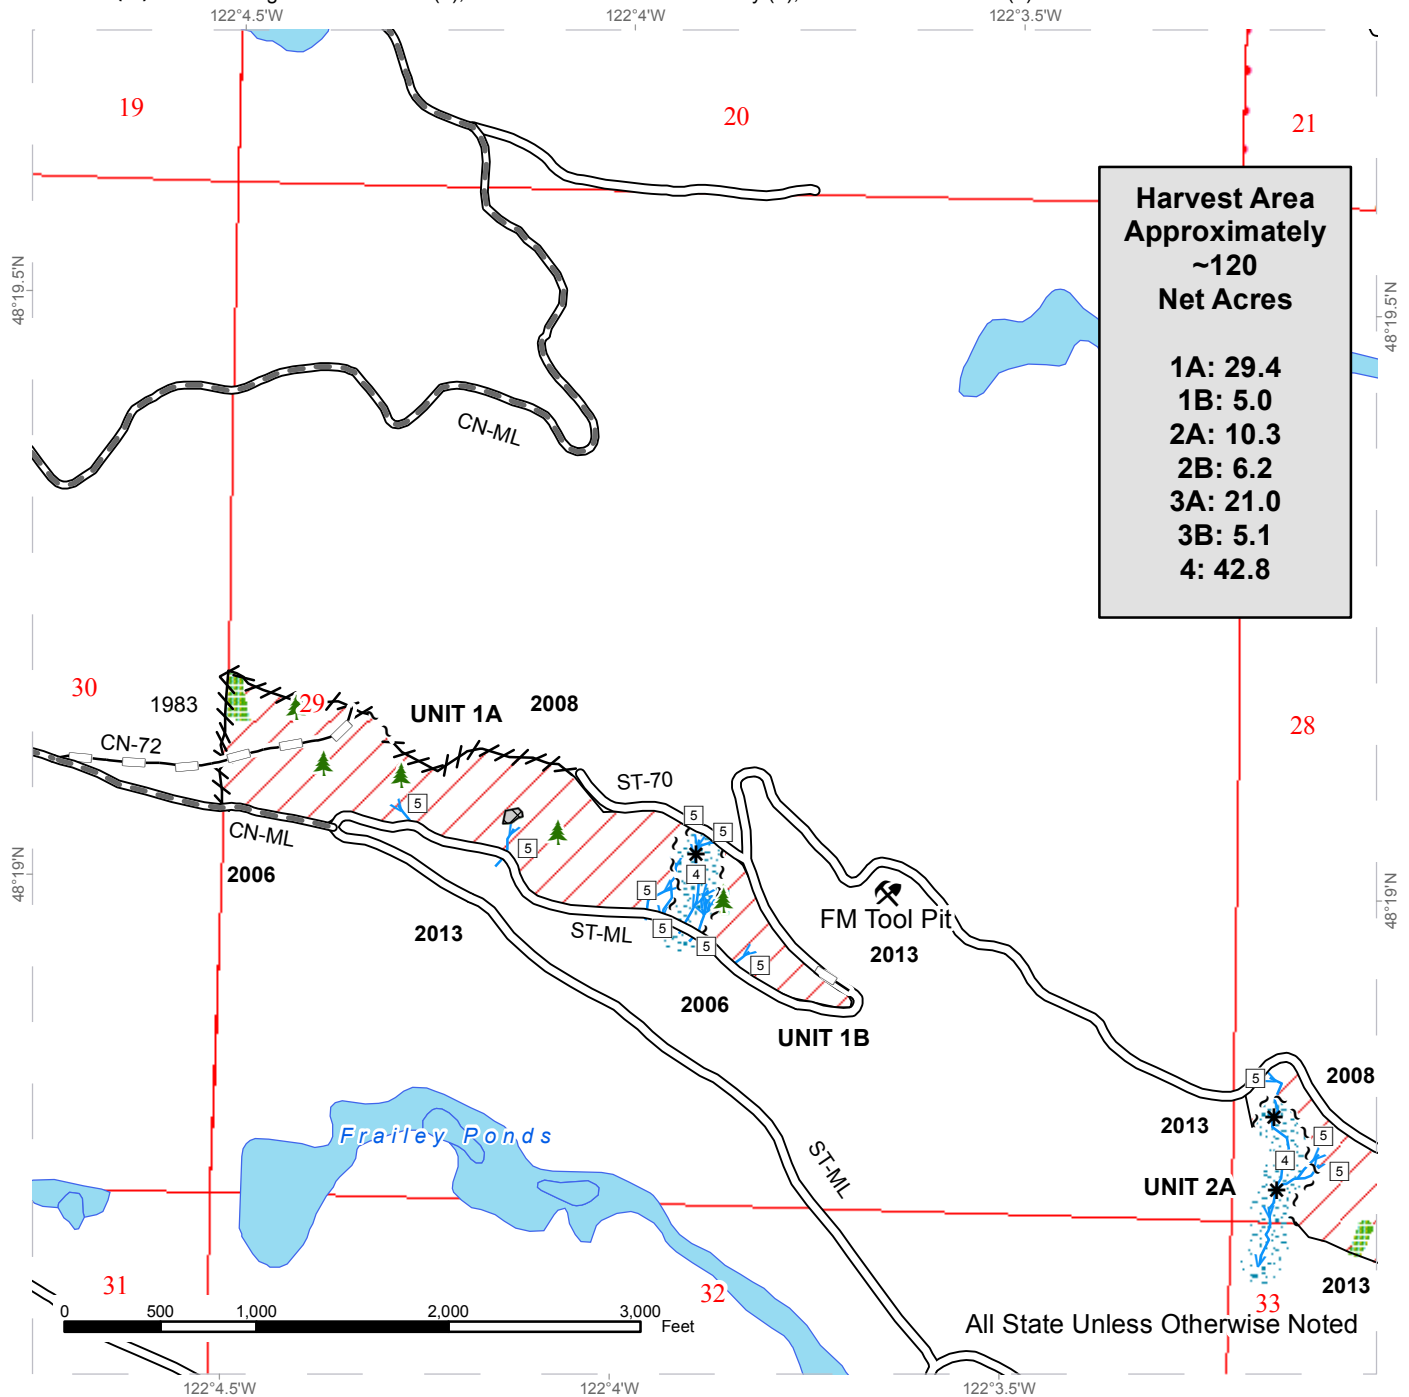 122°4.5'W
122°4'W
122°3.5'W
19
20
21
Harvest Area
Approximately
~120
Net Acres
1A: 29.4
1B: 5.0
2A: 10.3
2B: 6.2
3A: 21.0
3B: 5.1
4: 42.8
48°19.5'N
48°19.5'N
CN-ML
30
29
28
1983
UNIT 1A
2008
CN-72
ST-70
5
5
5
CN-ML
5
4
2006
5
FM Tool Pit
ST-ML
5
5
2013
2013
5
2006
UNIT 1B
48°19'N
48°19'N
5
2008
2013
5
Frailey Ponds
4
5
ST-ML
UNIT 2A
31
32
33
2013
0
500
1,000
2,000
3,000
Feet
All State Unless Otherwise Noted
122°4.5'W
122°4'W
122°3.5'W